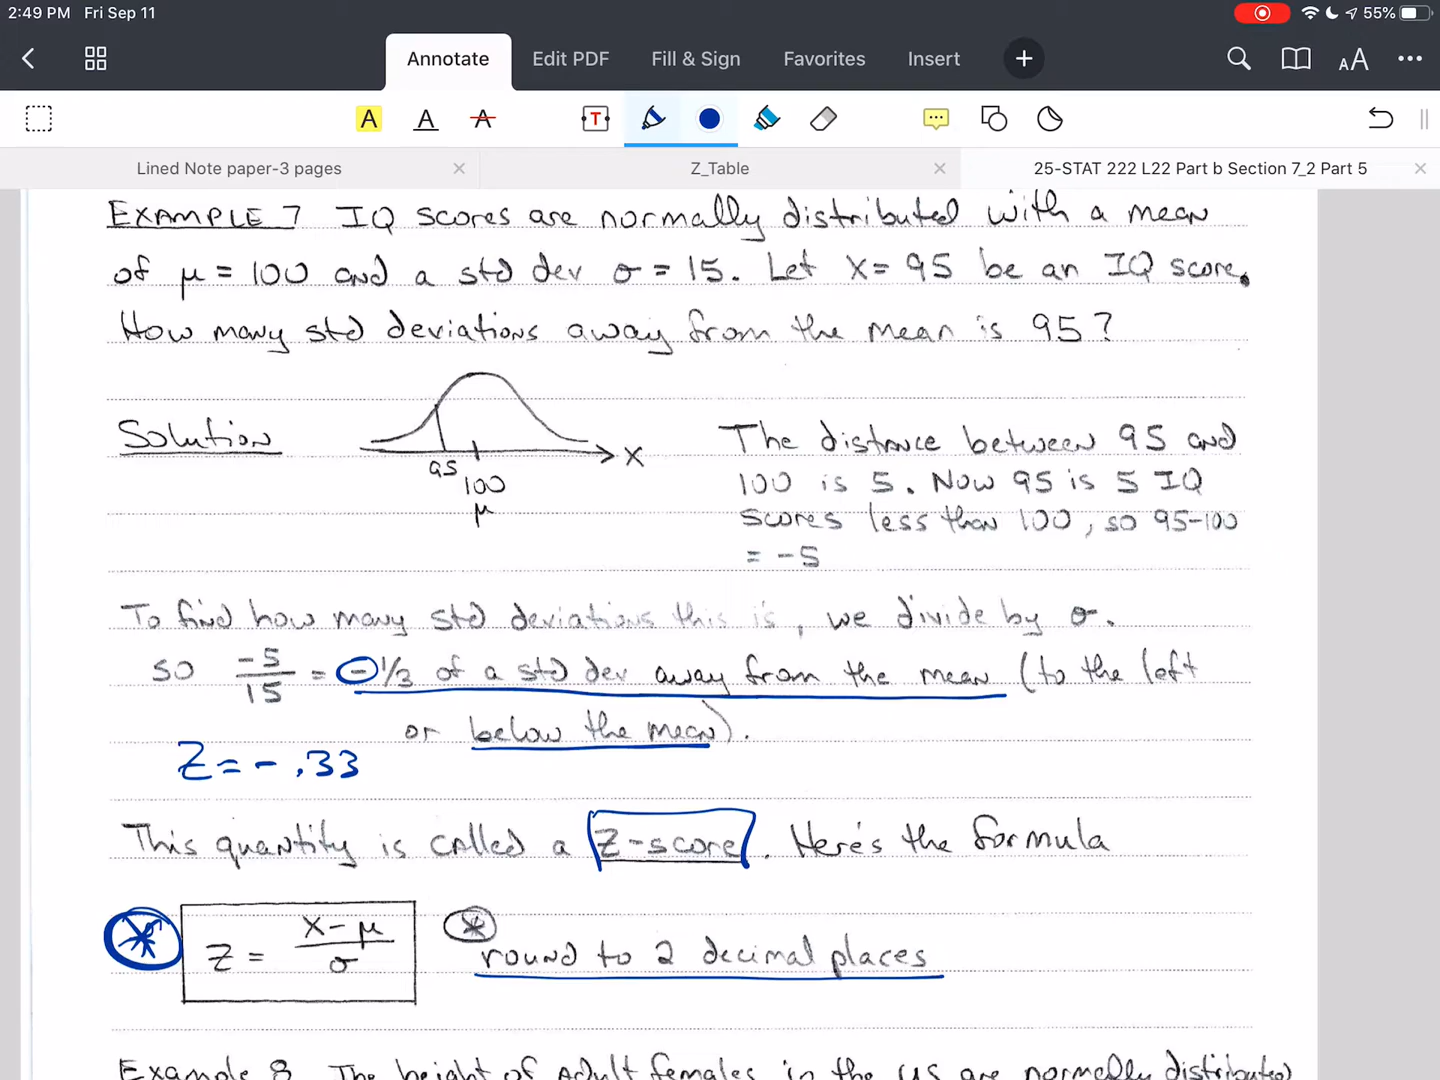 2:49 PM Fri Sep 11
55%
Annotate Edit PDF Fill & Sign Favorites Insert
AA
A A A T
Lined Note paper-3 pages
Z_Table
25-STAT 222 L22 Part b Section 7_2 Part 5
EXAMPLE 7 IQ scores are normally distributed with a mean
of μ = 100 and a std dev σ = 15. Let X = 95 be an IQ score.
How many std deviations away from the mean is 95?
Solution
95
100
μ
X
The distance between 95 and
100 is 5. Now 95 is 5 IQ
scores less than 100, so 95-100
= -5
To find how many std deviations this is, we divide by σ.
so -5/15 = -1/3 of a std dev away from the mean (to the left
or below the mean).
Z = -.33
This quantity is called a Z-score. Here's the formula
* Z = X-μ/σ * round to 2 decimal places
Example 8 The height of adult females in the US are normally distributed